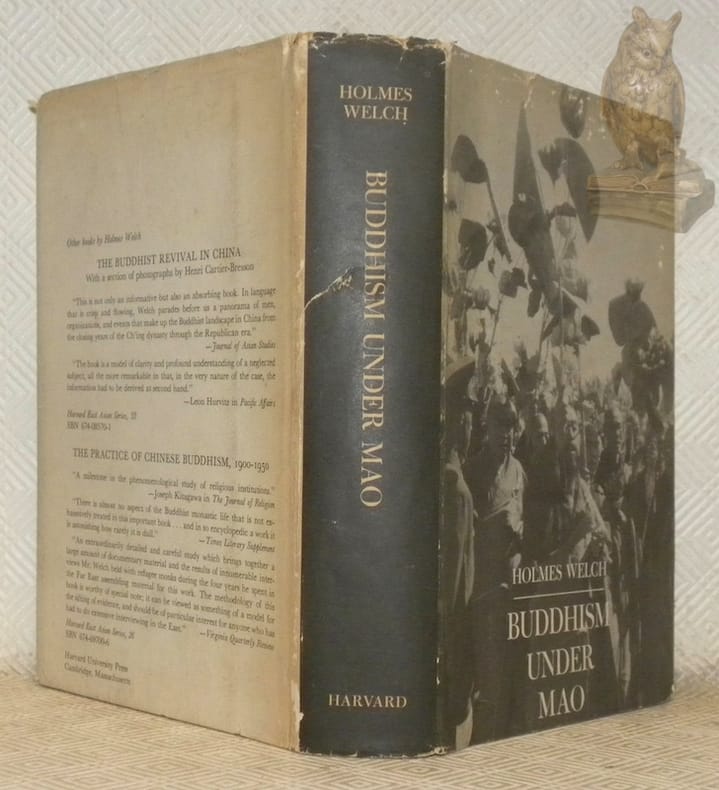 Other books by Holmes Welch
THE BUDDHIST REVIVAL IN CHINA
With a section of photographs by Henri Cartier-Bresson
"This is not only an informative but also an absorbing book. In language
that is crisp and flowing, Welch parades before us a panorama of men,
organizations, and events that make up the Buddhist landscape in China from
the closing years of the Ch'ing dynasty through the Republican era."
—Journal of Asian Studies
"The book is a model of clarity and profound understanding of a neglected
subject, all the more remarkable in that, in the very nature of the case, the
information had to be derived at second hand."
—Leon Hurvitz in Pacific Affairs
Harvard East Asian Series, 33
SBN 674-08570-1
THE PRACTICE OF CHINESE BUDDHISM, 1900-1950
"A milestone in the phenomenological study of religious institutions."
—Joseph Kitagawa in The Journal of Religion
"There is almost no aspect of the Buddhist monastic life that is not ex-
haustively treated in this important book . . . and in so encyclopedic a work it
is astonishing how rarely it is dull."
—Times Literary Supplement
"An extraordinarily detailed and careful study which brings together a
large amount of documentary material and the results of innumerable inter-
views Mr. Welch held with refugee monks during the four years he spent in
the Far East assembling material for this work. The methodology of this
book is worthy of special note; it can be viewed as something of a model for
the sifting of evidence, and should be of particular interest for anyone who has
had to do extensive interviewing in the East."
—Virginia Quarterly Review
Harvard East Asian Series, 26
SBN 674-69700-6
Harvard University Press
Cambridge, Massachusetts
HOLMES
WELCH
BUDDHISM UNDER MAO
HARVARD
HOLMES WELCH
BUDDHISM
UNDER
MAO